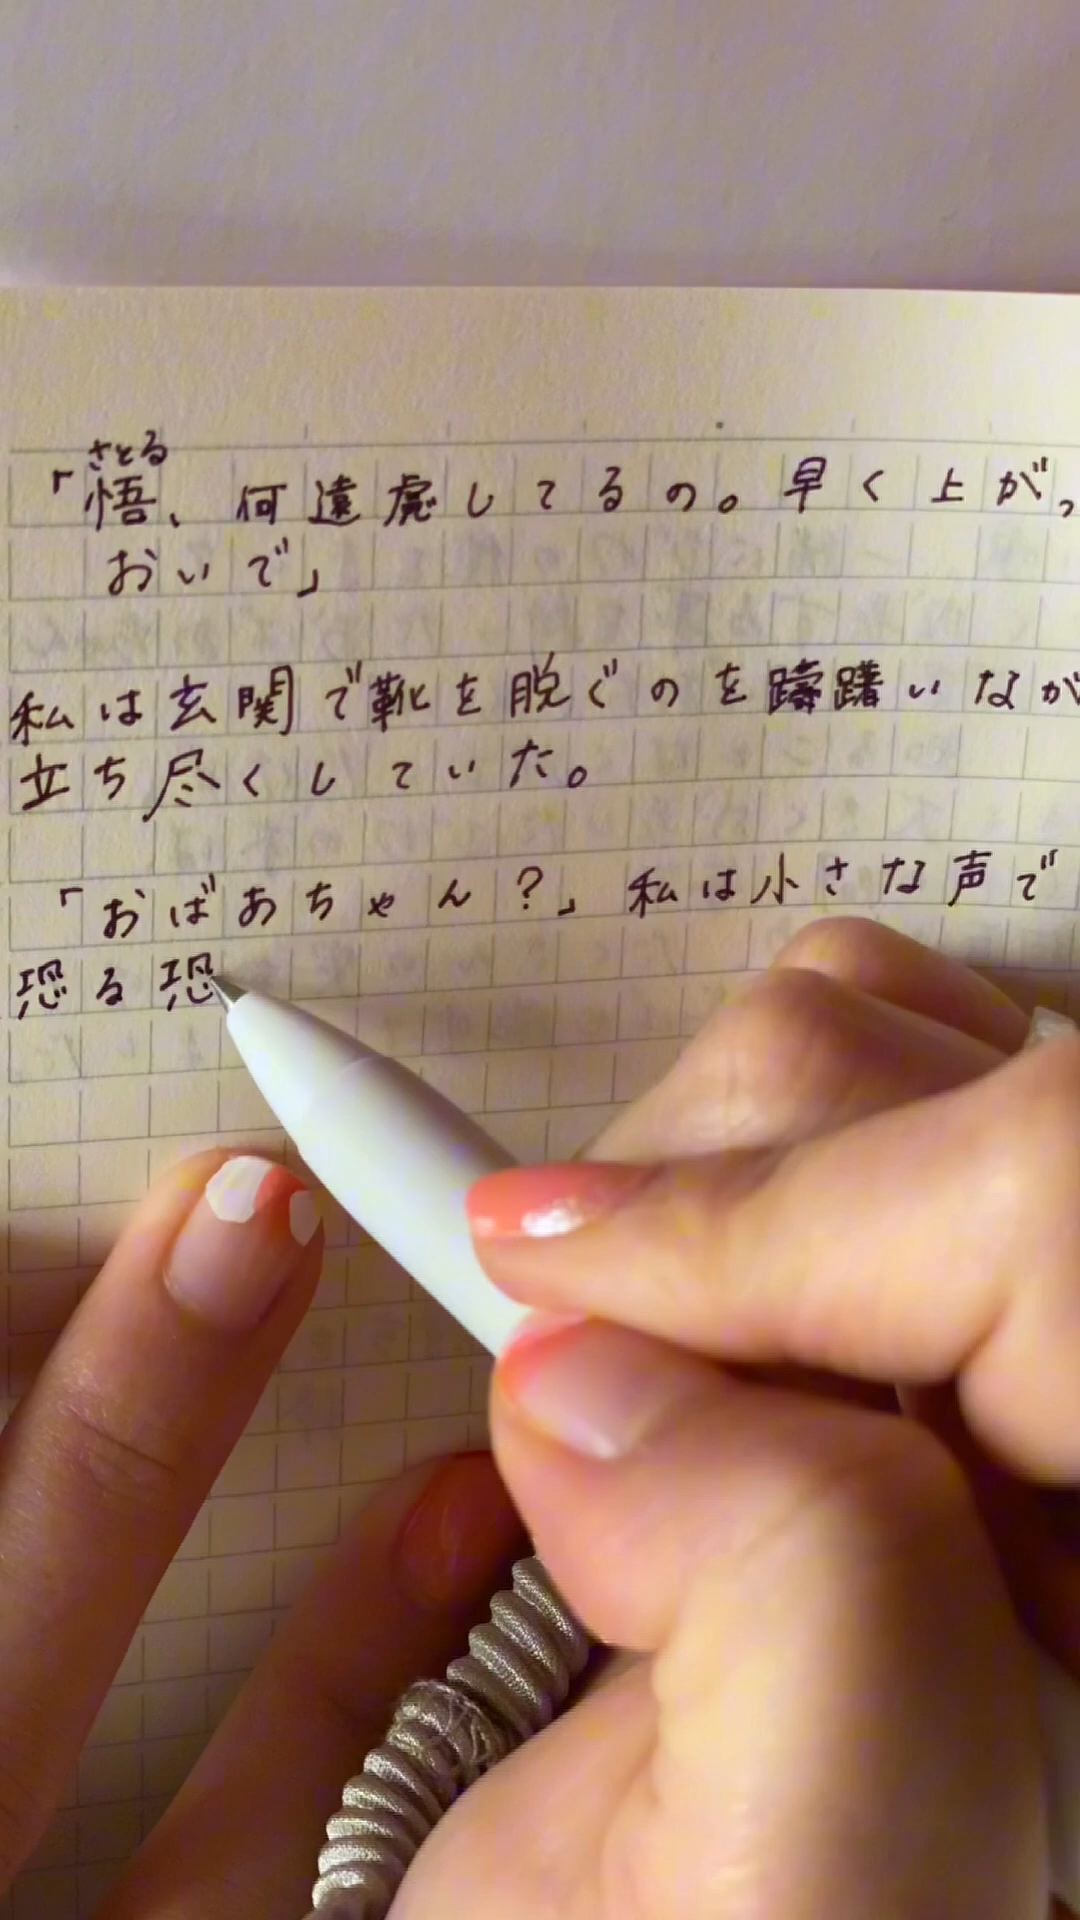 さとる
「悟、何遠慮してるの。早く上がっ
おいで」
私は玄関で靴を脱ぐのを躊躇いなが
立ち尽くしていた。
「おばあちゃん?」私は小さな声で
恐る恐